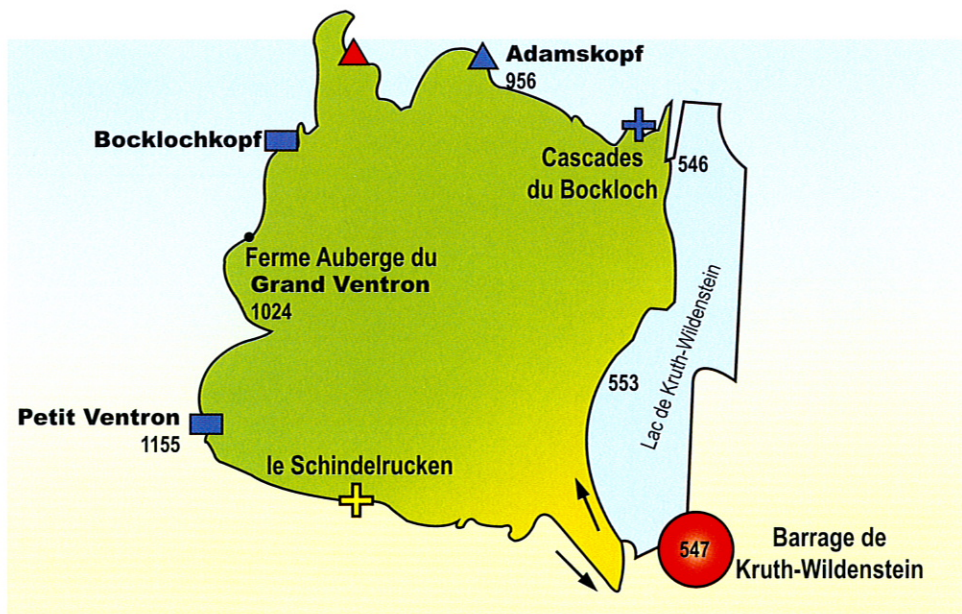 Adamskopf
956
Bocklochkopf
Cascades
du Bockloch
546
Ferme Auberge du
Grand Ventron
1024
Lac de Kruth-Wildenstein
553
Petit Ventron
1155
le Schindelrucken
547
Barrage de
Kruth-Wildenstein